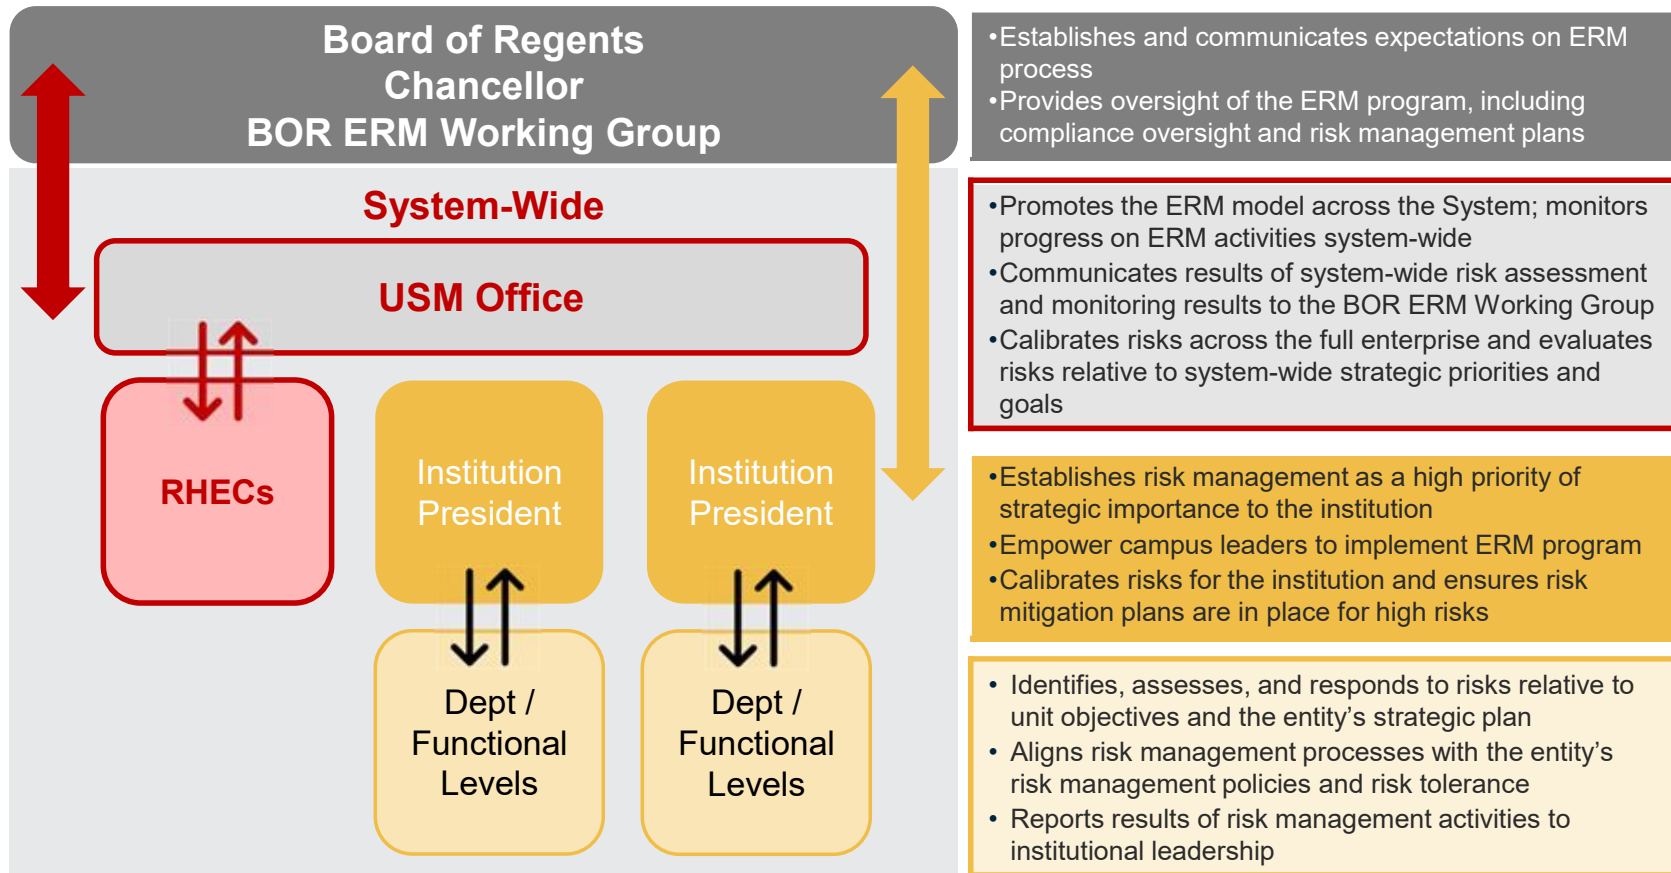 Board of Regents
Chancellor
BOR ERM Working Group
System-Wide
USM Office
RHECs
Institution
President
Institution
President
Dept /
Functional
Levels
Dept /
Functional
Levels
•Establishes and communicates expectations on ERM
process
•Provides oversight of the ERM program, including
compliance oversight and risk management plans
•Promotes the ERM model across the System; monitors
progress on ERM activities system-wide
•Communicates results of system-wide risk assessment
and monitoring results to the BOR ERM Working Group
•Calibrates risks across the full enterprise and evaluates
risks relative to system-wide strategic priorities and
goals
•Establishes risk management as a high priority of
strategic importance to the institution
•Empower campus leaders to implement ERM program
•Calibrates risks for the institution and ensures risk
mitigation plans are in place for high risks
• Identifies, assesses, and responds to risks relative to
unit objectives and the entity’s strategic plan
• Aligns risk management processes with the entity’s
risk management policies and risk tolerance
• Reports results of risk management activities to
institutional leadership